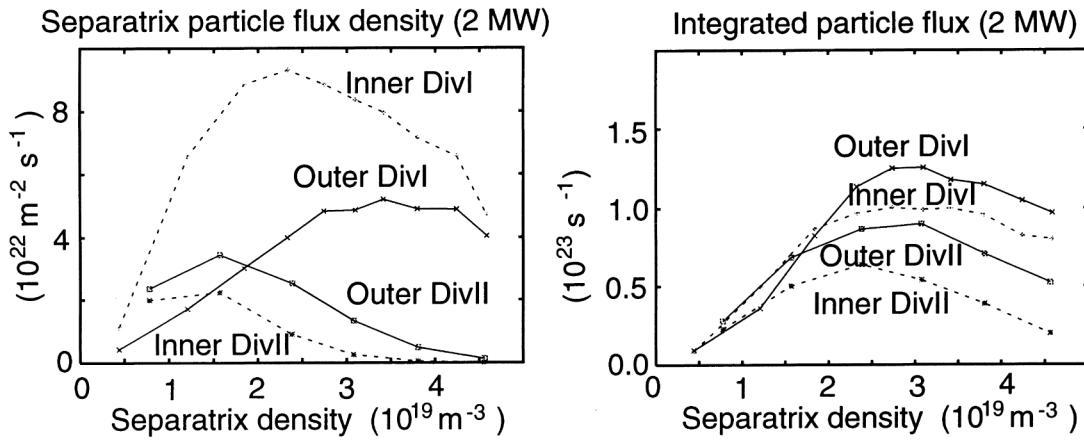 Separatrix particle flux density (2 MW)
(10^22 m^-2 s^-1)
8
4
0
Inner DivI
Outer DivI
Outer DivII
Inner DivII
0 1 2 3 4
Separatrix density (10^19 m^-3)
Integrated particle flux (2 MW)
(10^23 s^-1)
1.5
1.0
0.5
0.0
Outer DivI
Inner DivI
Outer DivII
Inner DivII
0 1 2 3 4
Separatrix density (10^19 m^-3)